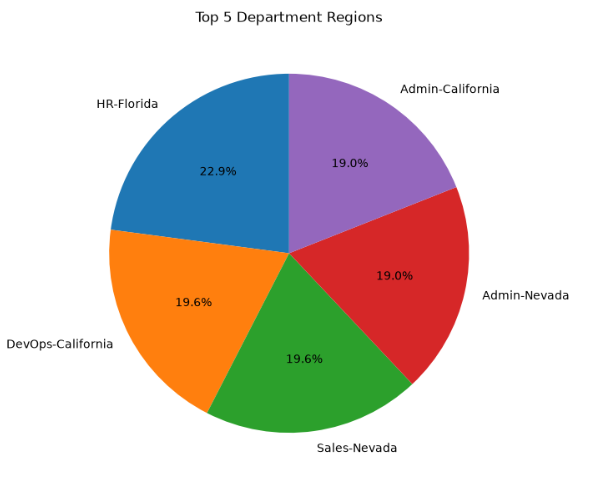 Top 5 Department Regions
Admin-California
HR-Florida
19.0%
22.9%
19.0%
Admin-Nevada
19.6%
DevOps-California
19.6%
Sales-Nevada